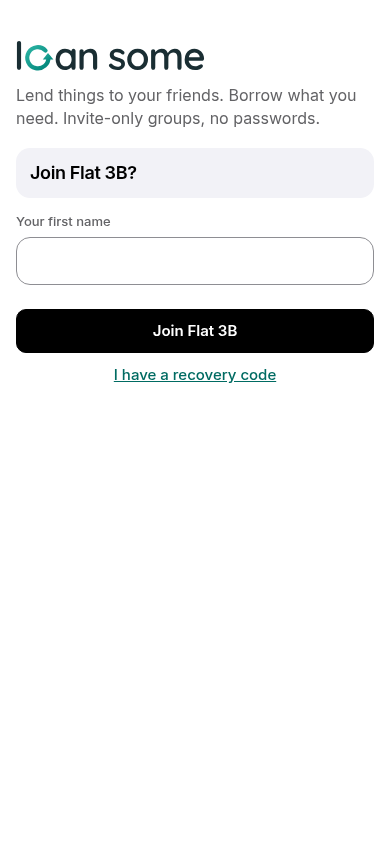 loan some
Lend things to your friends. Borrow what you
need. Invite-only groups, no passwords.
Join Flat 3B?
Your first name
Join Flat 3B
I have a recovery code